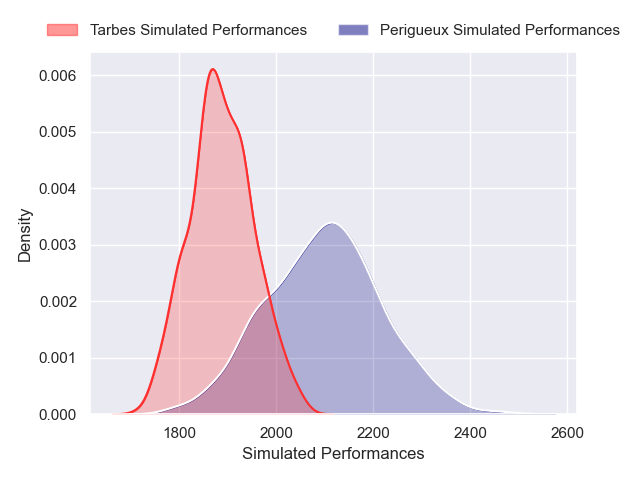 Tarbes Simulated Performances
Perigueux Simulated Performances
0.006
0.005
0.004
0.003
0.002
0.001
0.000
Density
1800 2000 2200 2400 2600
Simulated Performances